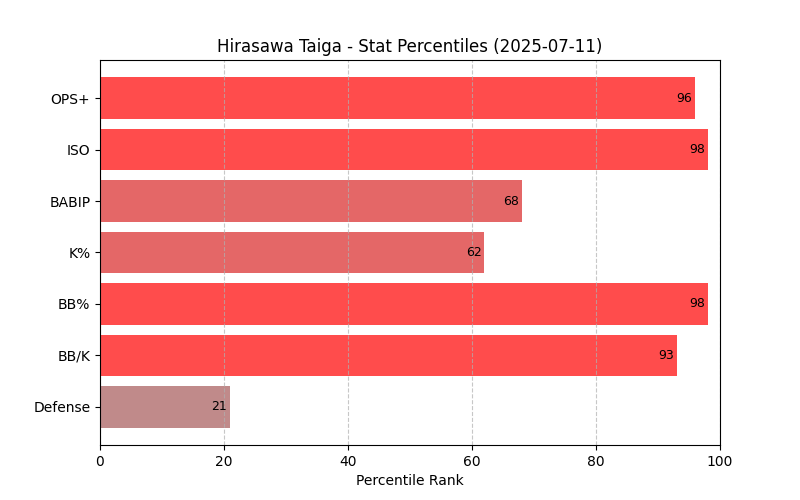 Hirasawa Taiga - Stat Percentiles (2025-07-11)
OPS+ 96
ISO 98
BABIP 68
K% 62
BB% 98
BB/K 93
Defense 21
0 20 40 60 80 100
Percentile Rank